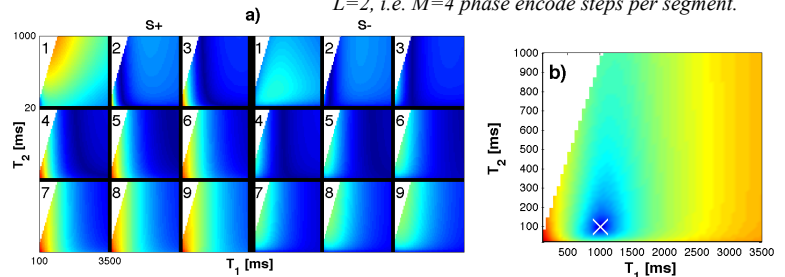 L=2, i.e. M=4 phase encode steps per segment.
a)
S+ S-
1000
1 2 3 1 2 3
20
4 5 6 4 5 6
T2 [ms]
7 8 9 7 8 9
100 3500
T1 [ms]
b)
1000
900
800
700
600
500
400
300
200
100
T2 [ms]
500 1000 1500 2000 2500 3000 3500
T1 [ms]